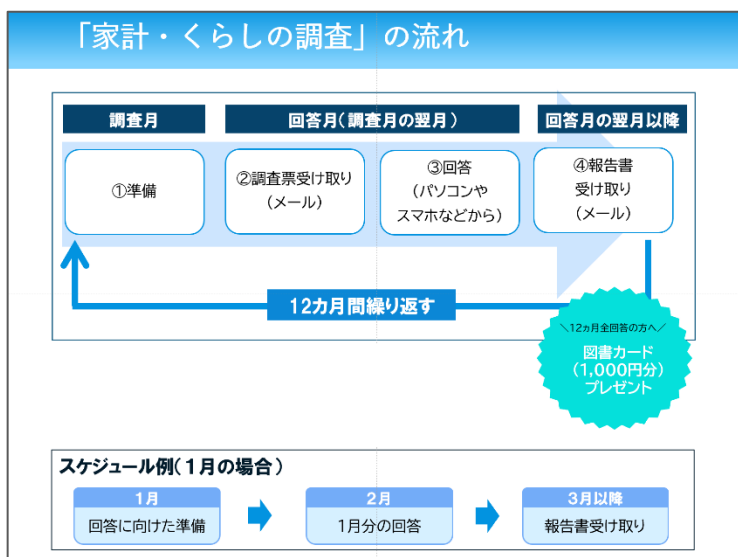 「家計・くらしの調査」の流れ
調査月
回答月(調査月の翌月)
回答月の翌月以降
①準備
②調査票受け取り
(メール)
③回答
(パソコンや
スマホなどから)
④報告書
受け取り
(メール)
12カ月間繰り返す
＼12ヵ月全回答の方へ／
図書カード
(1,000円分)
プレゼント
スケジュール例(1月の場合)
1月
回答に向けた準備
2月
1月分の回答
3月以降
報告書受け取り